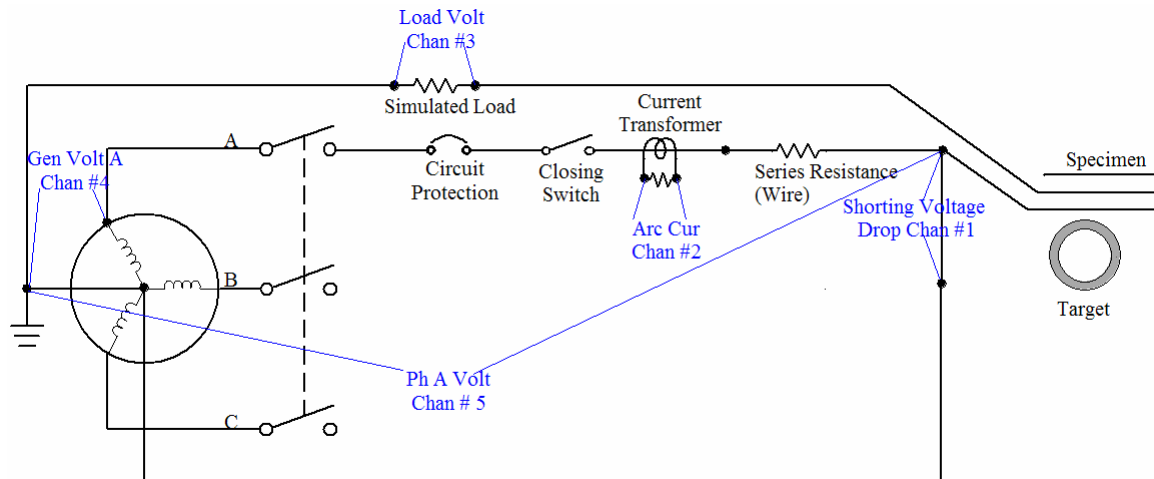 Load Volt
Chan #3
Simulated Load
Current
Transformer
A
Gen Volt A
Chan #4
Circuit
Protection
Closing
Switch
Series Resistance
(Wire)
Specimen
Arc Cur
Chan #2
Shorting Voltage
Drop Chan #1
B
Target
Ph A Volt
Chan # 5
C